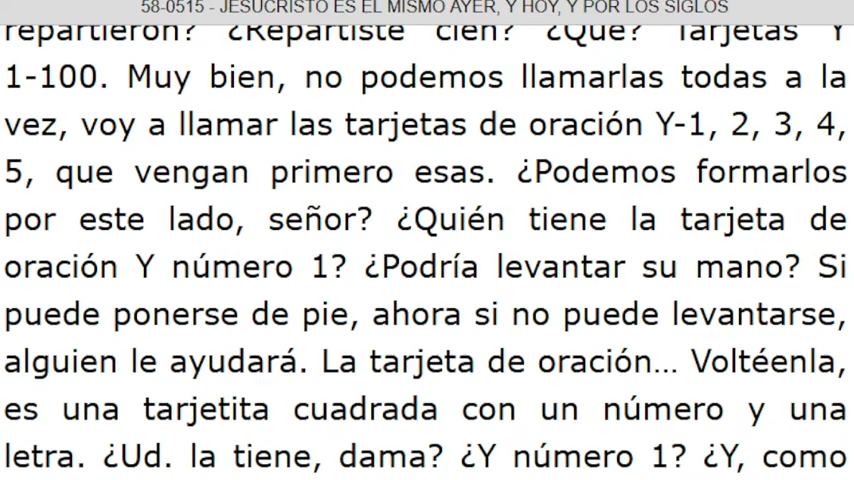 58-0515 - JESUCRISTO ES EL MISMO AYER, Y HOY, Y POR LOS SIGLOS
repartieron? ¿Repartiste cien? ¿Qué? Tarjetas Y
1-100. Muy bien, no podemos llamarlas todas a la
vez, voy a llamar las tarjetas de oración Y-1, 2, 3, 4,
5, que vengan primero esas. ¿Podemos formarlos
por este lado, señor? ¿Quién tiene la tarjeta de
oración Y número 1? ¿Podría levantar su mano? Si
puede ponerse de pie, ahora si no puede levantarse,
alguien le ayudará. La tarjeta de oración... Voltéenla,
es una tarjetita cuadrada con un número y una
letra. ¿Ud. la tiene, dama? ¿Y número 1? ¿Y, como